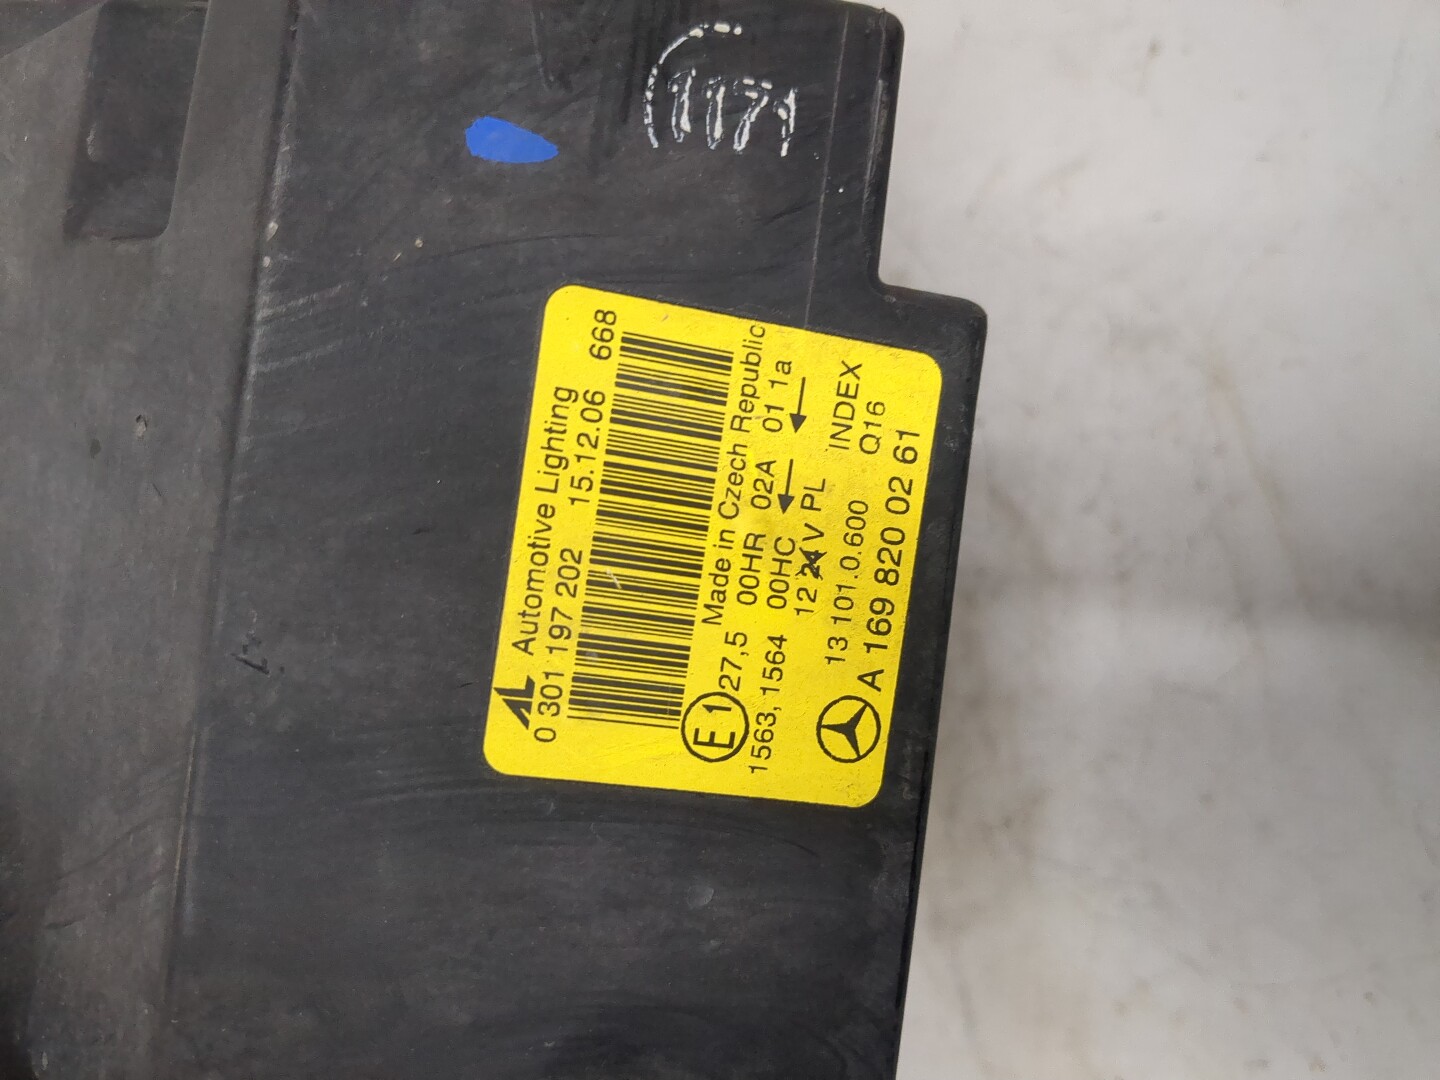 1171
AL Automotive Lighting
0 301 197 202 15.12.06 668
Made in Czech Republic
E1 27,5 00HR 02A 01 1a
1563, 1564 00HC
12 24 V PL
13 101.0.600 INDEX
Q16
A 169 820 02 61